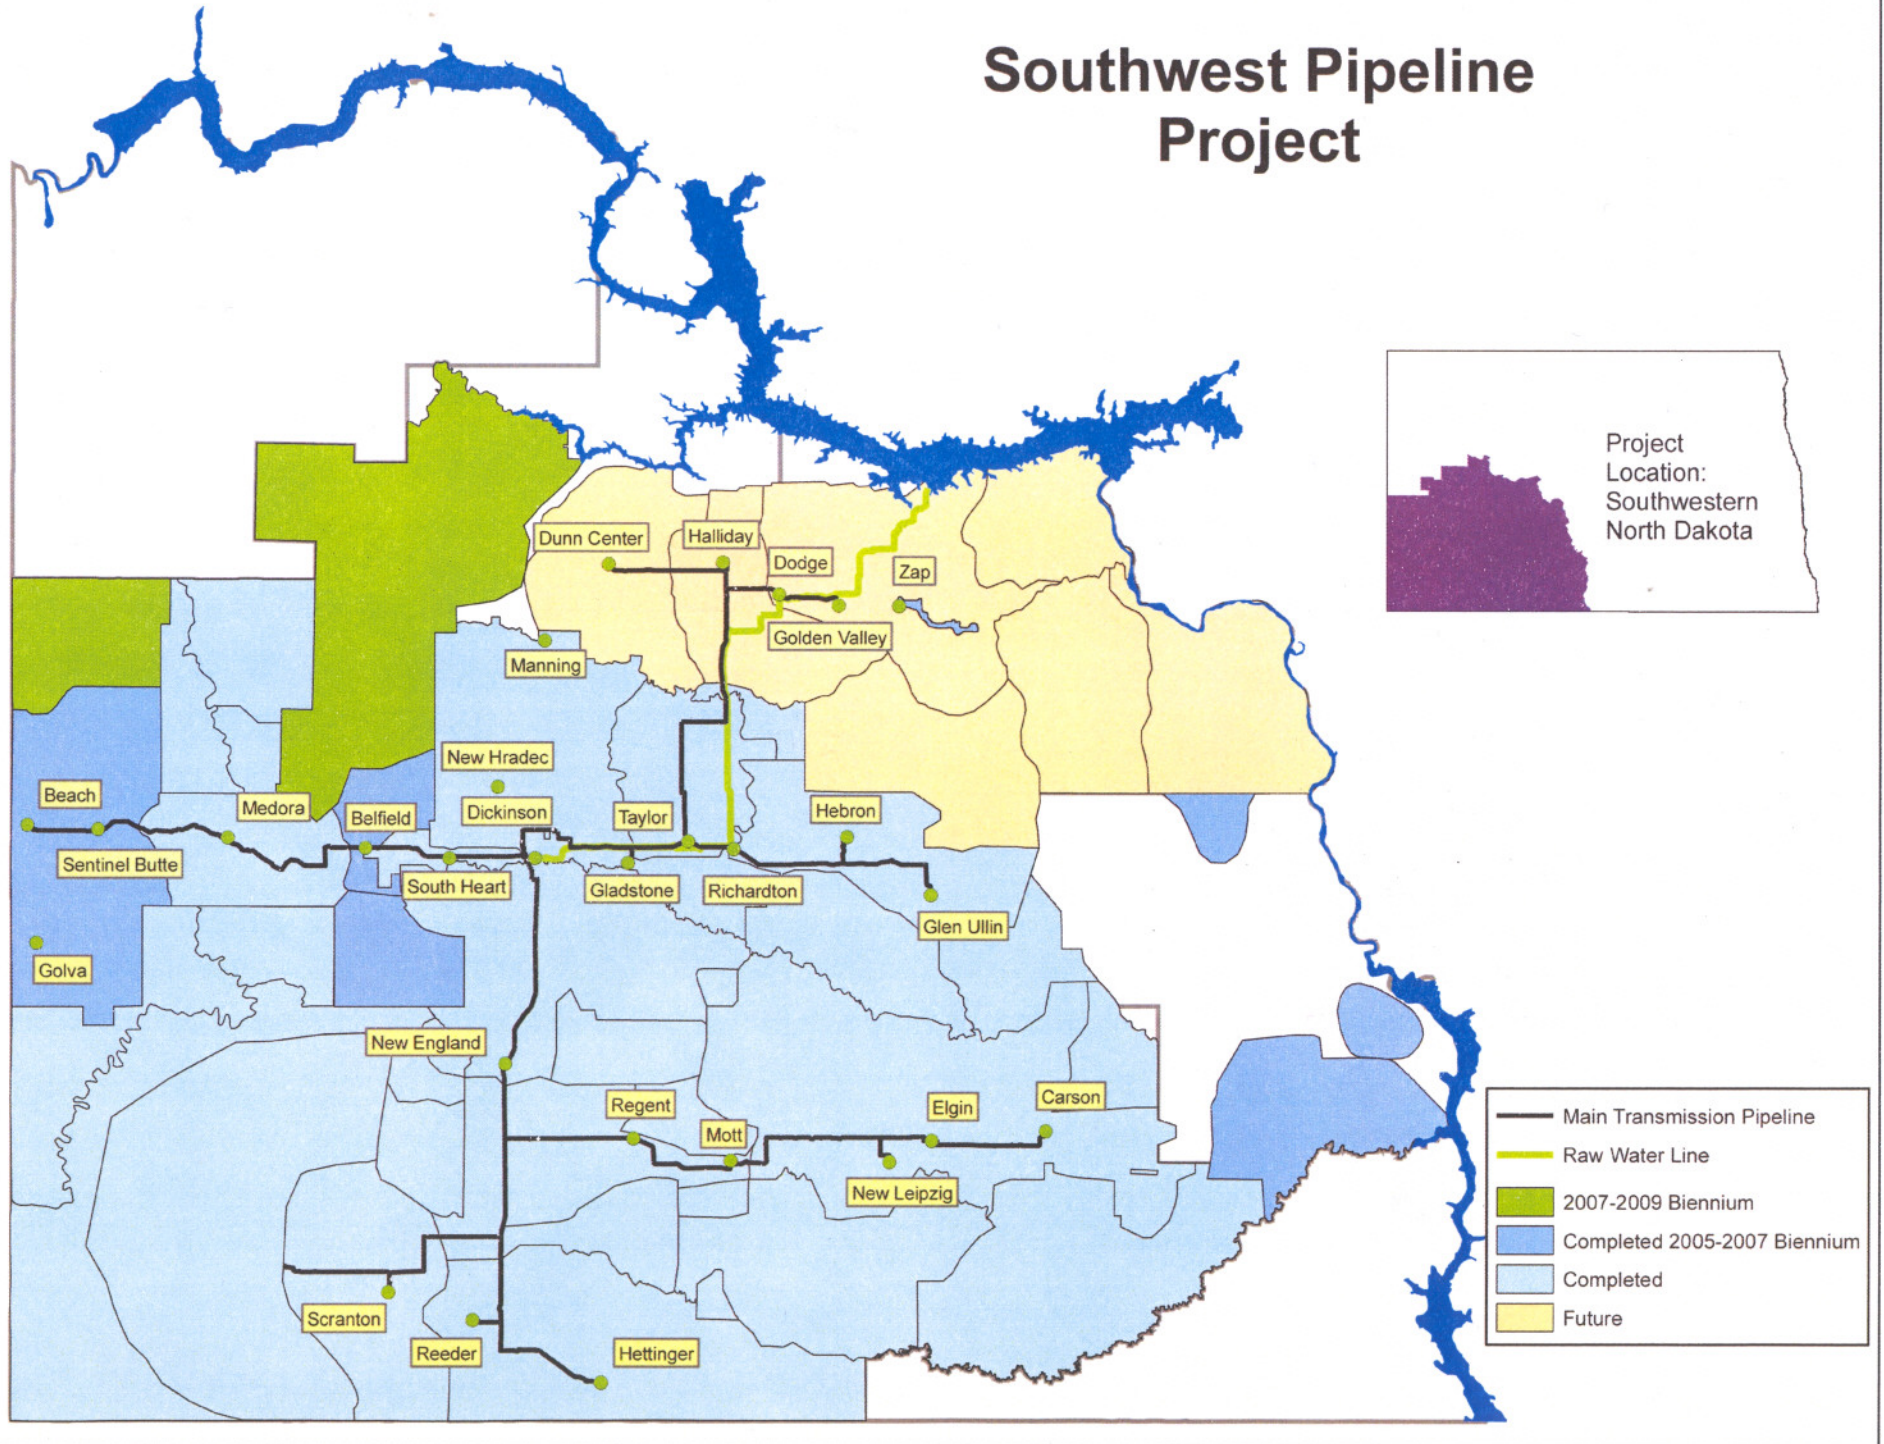 Southwest Pipeline
Project
Project
Location:
Southwestern
North Dakota
Dunn Center
Halliday
Dodge
Zap
Golden Valley
Manning
New Hradec
Beach
Medora
Belfield
Dickinson
Taylor
Hebron
Sentinel Butte
South Heart
Gladstone
Richardton
Glen Ullin
Golva
New England
Regent
Mott
Elgin
Carson
New Leipzig
Scranton
Reeder
Hettinger
Main Transmission Pipeline
Raw Water Line
2007-2009 Biennium
Completed 2005-2007 Biennium
Completed
Future